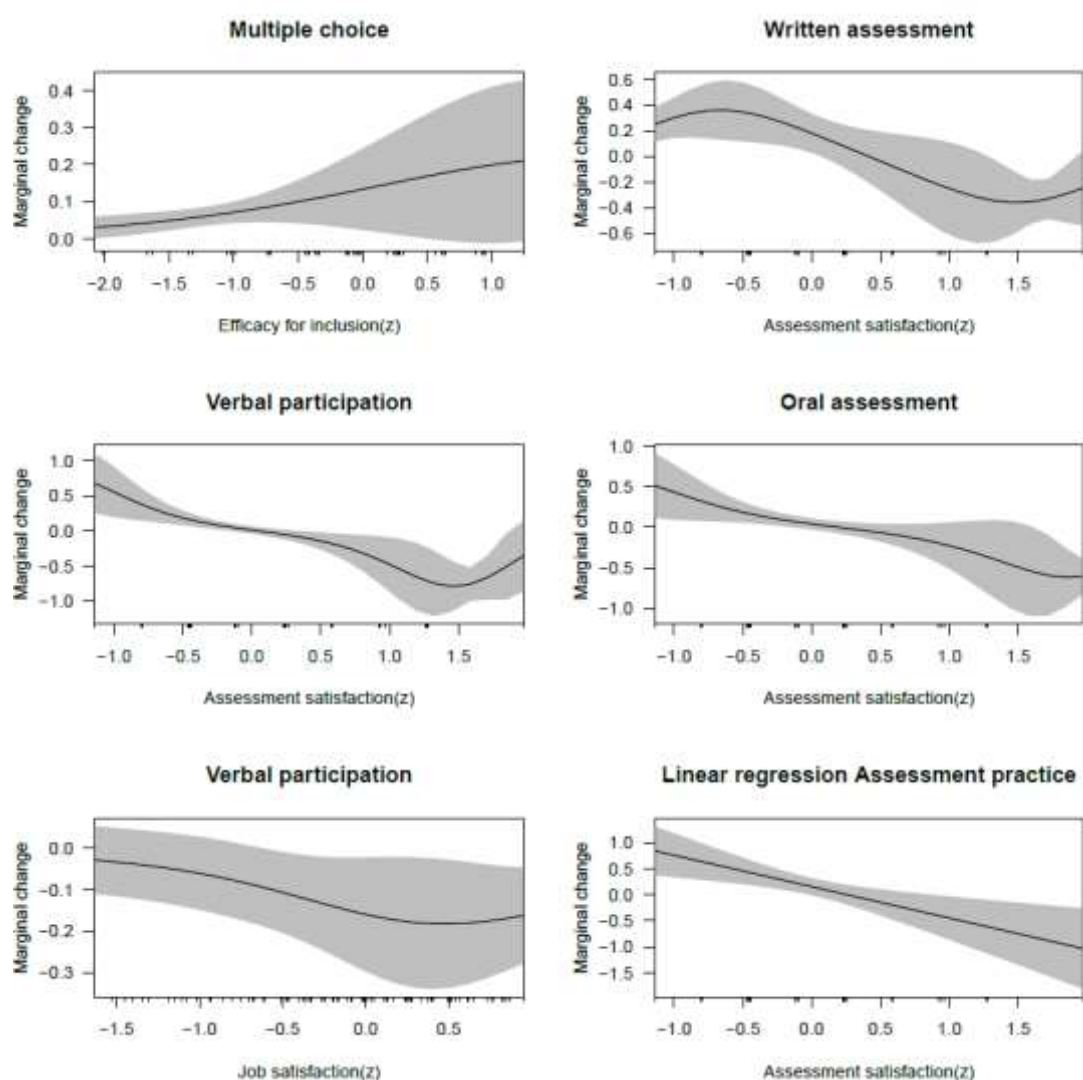 Multiple choice
Marginal change
0.4
0.3
0.2
0.1
0.0
−2.0 −1.5 −1.0 −0.5 0.0 0.5 1.0
Efficacy for inclusion(z)
Written assessment
Marginal change
0.6
0.4
0.2
0.0
−0.2
−0.4
−0.6
−1.0 −0.5 0.0 0.5 1.0 1.5
Assessment satisfaction(z)
Verbal participation
Marginal change
1.0
0.5
0.0
−0.5
−1.0
−1.0 −0.5 0.0 0.5 1.0 1.5
Assessment satisfaction(z)
Oral assessment
Marginal change
1.0
0.5
0.0
−0.5
−1.0
−1.0 −0.5 0.0 0.5 1.0 1.5
Assessment satisfaction(z)
Verbal participation
Marginal change
0.0
−0.1
−0.2
−0.3
−1.5 −1.0 −0.5 0.0 0.5
Job satisfaction(z)
Linear regression Assessment practice
Marginal change
1.0
0.5
0.0
−0.5
−1.0
−1.5
−1.0 −0.5 0.0 0.5 1.0 1.5
Assessment satisfaction(z)